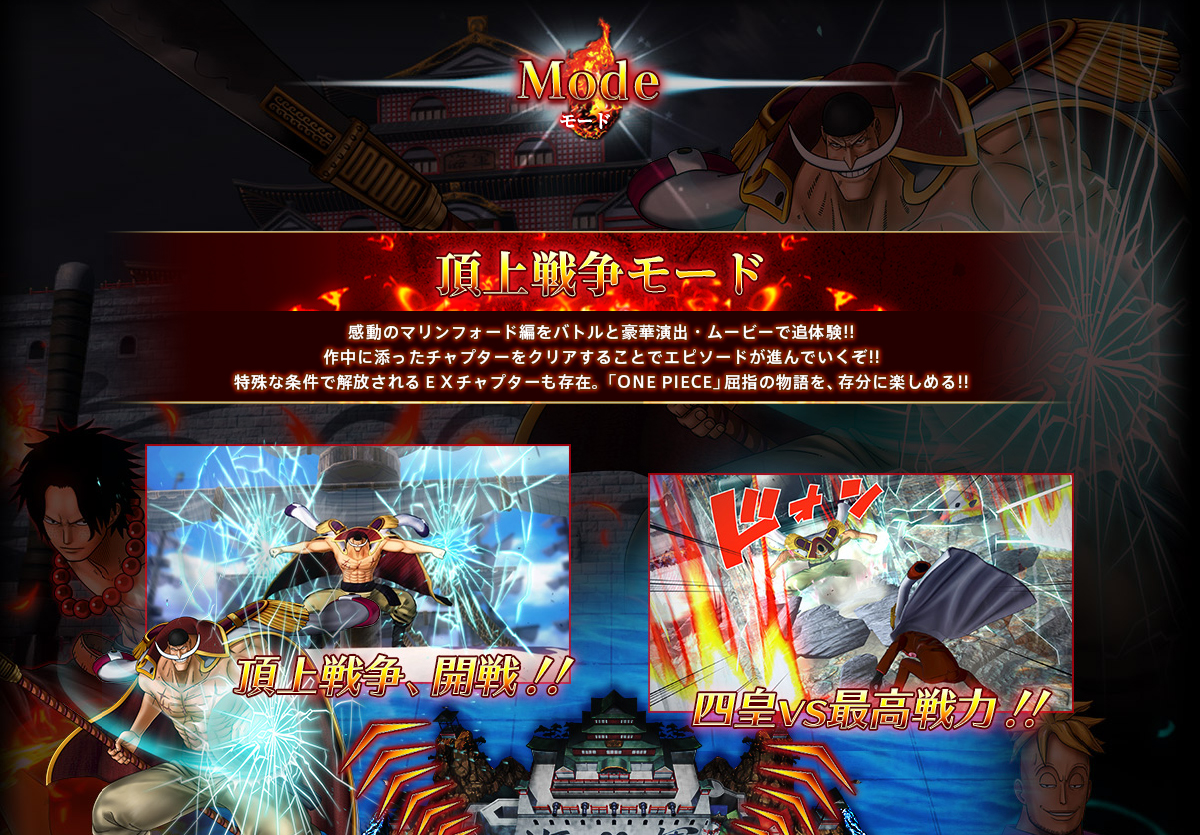 Mode
モード
頂上戦争モード
感動のマリンフォード編をバトルと豪華演出・ムービーで追体験!!
作中に添ったチャプターをクリアすることでエピソードが進んでいくぞ!!
特殊な条件で解放されるＥＸチャプターも存在。「ONE PIECE」屈指の物語を、存分に楽しめる!!
ドオン
頂上戦争、開戦!!
四皇vs最高戦力!!